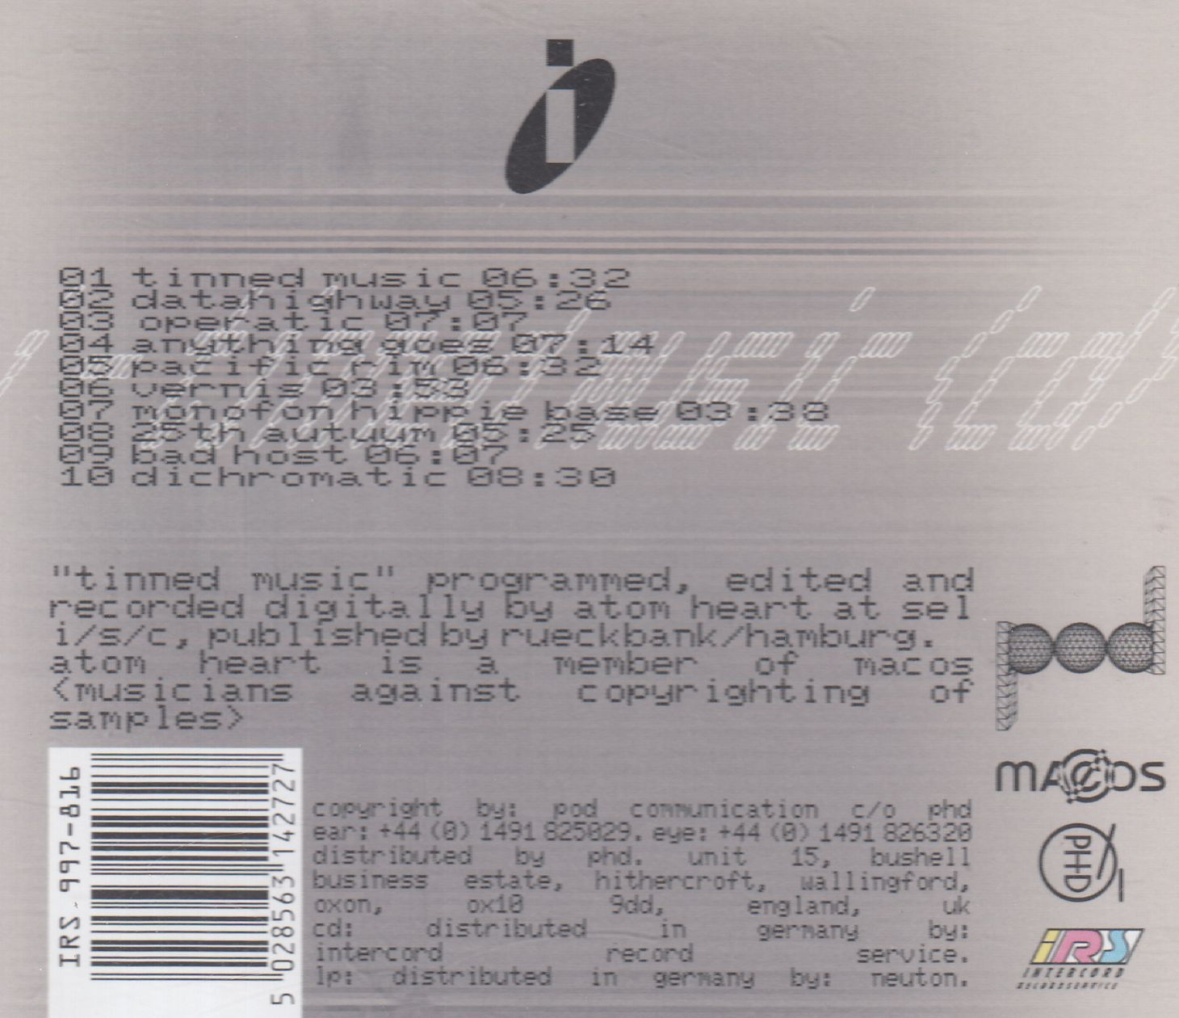 i
01 tinned music 06:32
02 datahighway 05:26
03 operatic 07:07
04 anything goes 07:14
05 pacific rim 06:32
06 vernis 03:53
07 monofon hippie base 03:38
08 25th autuum 05:25
09 bad host 06:07
10 dichromatic 08:30
"tinned music" programmed, edited and
recorded digitally by atom heart at sel
i/s/c, published by rueckbank/hamburg.
atom heart is a member of macos
<musicians against copyrighting of
samples>
pod
MACOS
PHD
IRS
INTERCORD
RECORDSERVICE
IRS.997-816
5 028563 142727
copyright by: pod communication c/o phd
ear: +44 (0) 1491 825029. eye: +44 (0) 1491 826320
distributed by phd. unit 15, bushell
business estate, hithercroft, wallingford,
oxon, ox10 9dd, england, uk
cd: distributed in germany by:
intercord record service.
lp: distributed in germany by: neuton.